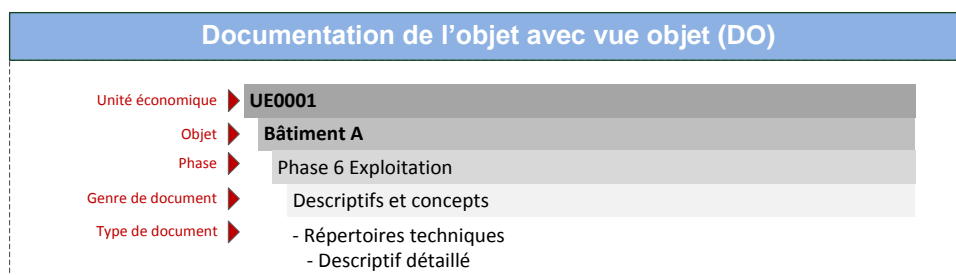 Documentation de l’objet avec vue objet (DO)
Unité économique UE0001
Objet Bâtiment A
Phase Phase 6 Exploitation
Genre de document Descriptifs et concepts
Type de document - Répertoires techniques
- Descriptif détaillé